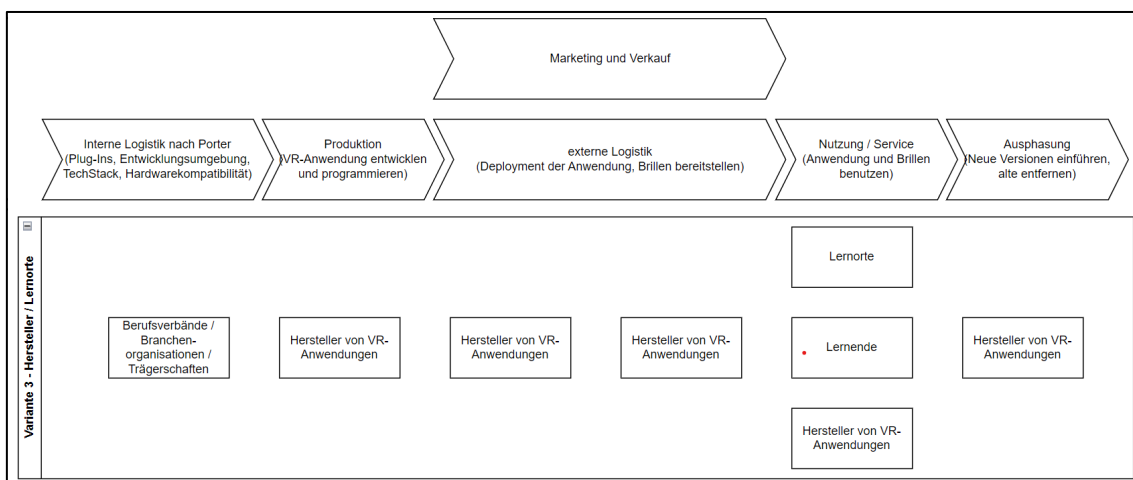 Marketing und Verkauf
Interne Logistik nach Porter
(Plug-Ins, Entwicklungsumgebung,
TechStack, Hardwarekompatibilität)
Produktion
(VR-Anwendung entwicklen
und programmieren)
externe Logistik
(Deployment der Anwendung, Brillen bereitstellen)
Nutzung / Service
(Anwendung und Brillen
benutzen)
Ausphasung
(Neue Versionen einführen,
alte entfernen)
Variante 3 - Hersteller / Lernorte
Berufsverbände /
Branchen-
organisationen /
Trägerschaften
Hersteller von VR-
Anwendungen
Hersteller von VR-
Anwendungen
Hersteller von VR-
Anwendungen
Lernorte
Lernende
Hersteller von VR-
Anwendungen
Hersteller von VR-
Anwendungen